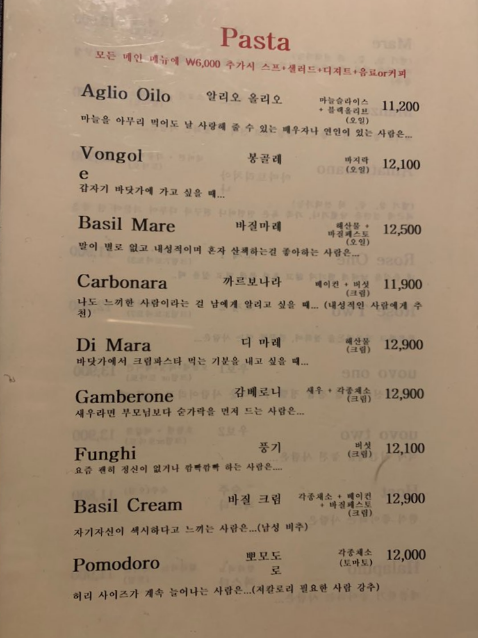 Pasta
모든 메인 메뉴에 ₩6,000 추가시 스프+샐러드+디저트+음료or커피
Aglio Oilo 알리오 올리오 마늘슬라이스 + 블랙올리브 (오일) 11,200
마늘을 아무리 먹어도 날 사랑해 줄 수 있는 배우자나 연인이 있는 사람은...
Vongol
e 봉골레 바지락 (오일) 12,100
갑자기 바닷가에 가고 싶을 때...
Basil Mare 바질마레 해산물 + 바질페스토 (오일) 12,500
말이 별로 없고 내성적이며 혼자 산책하는걸 좋아하는 사람은...
Carbonara 까르보나라 베이컨 + 버섯 (크림) 11,900
나도 느끼한 사람이라는 걸 남에게 알리고 싶을 때... (내성적인 사람에게 추
천)
Di Mara 디 마레 해산물 (크림) 12,900
바닷가에서 크림파스타 먹는 기분을 내고 싶을 때...
Gamberone 감베로니 새우 + 각종채소 (크림) 12,900
새우라면 부모님보다 숟가락을 먼저 드는 사람은...
Funghi 풍기 버섯 (크림) 12,100
요즘 괜히 정신이 없거나 깜빡깜빡 하는 사람은....
Basil Cream 바질 크림 각종채소 + 베이컨 + 바질페스토 (크림) 12,900
자기자신이 섹시하다고 느끼는 사람은...(남성 비추)
Pomodoro 뽀모도
로 각종채소 (토마토) 12,000
허리 사이즈가 계속 늘어나는 사람은...(저칼로리 필요한 사람 강추)